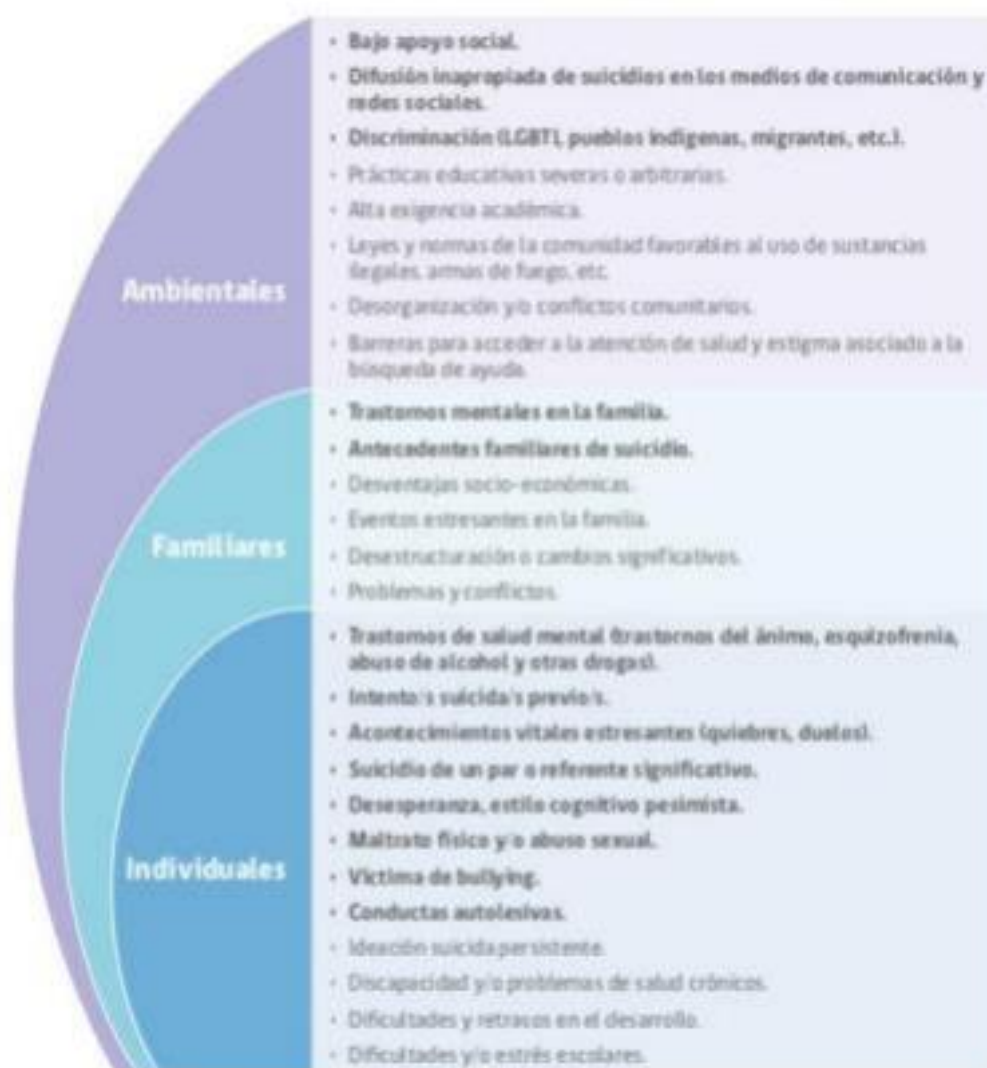 Ambientales
• Bajo apoyo social.
• Difusión inapropiada de suicidios en los medios de comunicación y
redes sociales.
• Discriminación (LGBTI, pueblos indígenas, migrantes, etc.).
• Prácticas educativas severas o arbitrarias.
• Alta exigencia académica.
• Leyes y normas de la comunidad favorables al uso de sustancias
ilegales, armas de fuego, etc.
• Desorganización y/o conflictos comunitarios.
• Barreras para acceder a la atención de salud y estigma asociado a la
búsqueda de ayuda.
Familiares
• Trastornos mentales en la familia.
• Antecedentes familiares de suicidio.
• Desventajas socio-económicas.
• Eventos estresantes en la familia.
• Desestructuración o cambios significativos.
• Problemas y conflictos.
Individuales
• Trastornos de salud mental (trastornos del ánimo, esquizofrenia,
abuso de alcohol y otras drogas).
• Intento/s suicida/s previo/s.
• Acontecimientos vitales estresantes (quiebres, duelos).
• Suicidio de un par o referente significativo.
• Desesperanza, estilo cognitivo pesimista.
• Maltrato físico y/o abuso sexual.
• Víctima de bullying.
• Conductas autolesivas.
• Ideación suicida persistente.
• Discapacidad y/o problemas de salud crónicos.
• Dificultades y retrasos en el desarrollo.
• Dificultades y/o estrés escolares.